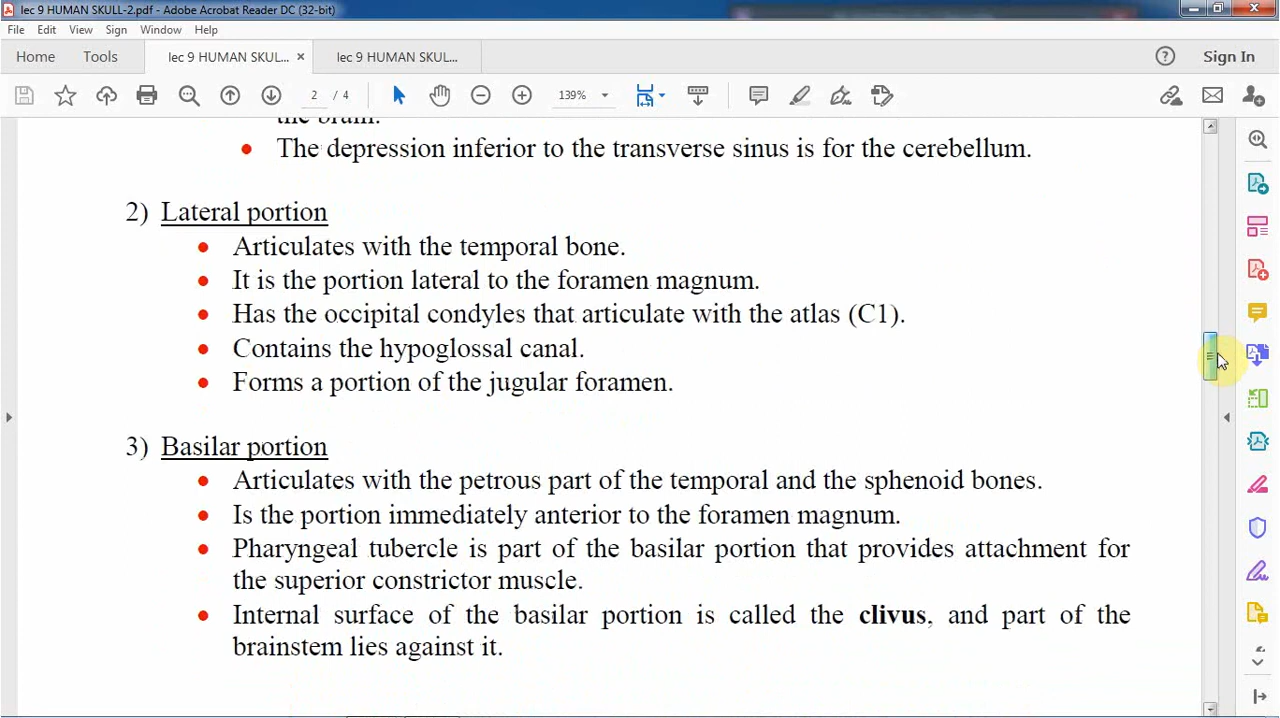 lec 9 HUMAN SKULL-2.pdf - Adobe Acrobat Reader DC (32-bit)
File Edit View Sign Window Help
Home Tools lec 9 HUMAN SKUL... × lec 9 HUMAN SKUL... Sign In
2 / 4 139%
the brain.
• The depression inferior to the transverse sinus is for the cerebellum.
2) Lateral portion
• Articulates with the temporal bone.
• It is the portion lateral to the foramen magnum.
• Has the occipital condyles that articulate with the atlas (C1).
• Contains the hypoglossal canal.
• Forms a portion of the jugular foramen.
3) Basilar portion
• Articulates with the petrous part of the temporal and the sphenoid bones.
• Is the portion immediately anterior to the foramen magnum.
• Pharyngeal tubercle is part of the basilar portion that provides attachment for
the superior constrictor muscle.
• Internal surface of the basilar portion is called the clivus, and part of the
brainstem lies against it.